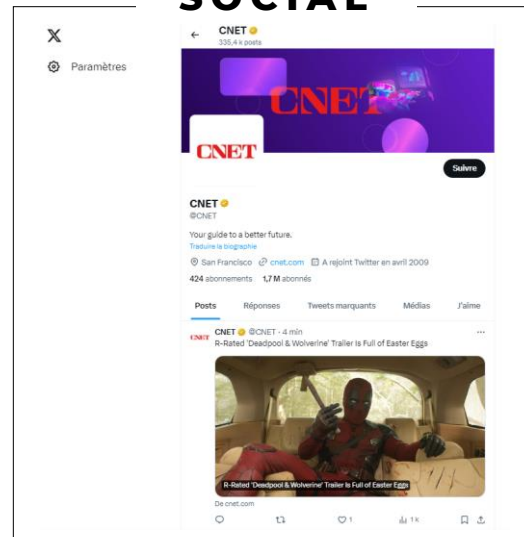 SOCIAL
X
Paramètres
CNET
335,4 k posts
CNET
CNET
Suivre
CNET
@CNET
Your guide to a better future.
Traduire la biographie
San Francisco cnet.com A rejoint Twitter en avril 2009
424 abonnements 1,7 M abonnés
Posts Réponses Tweets marquants Médias J'aime
CNET CNET @CNET · 4 min
R-Rated 'Deadpool & Wolverine' Trailer Is Full of Easter Eggs
R-Rated 'Deadpool & Wolverine' Trailer Is Full of Easter Eggs
De cnet.com
1 1 k